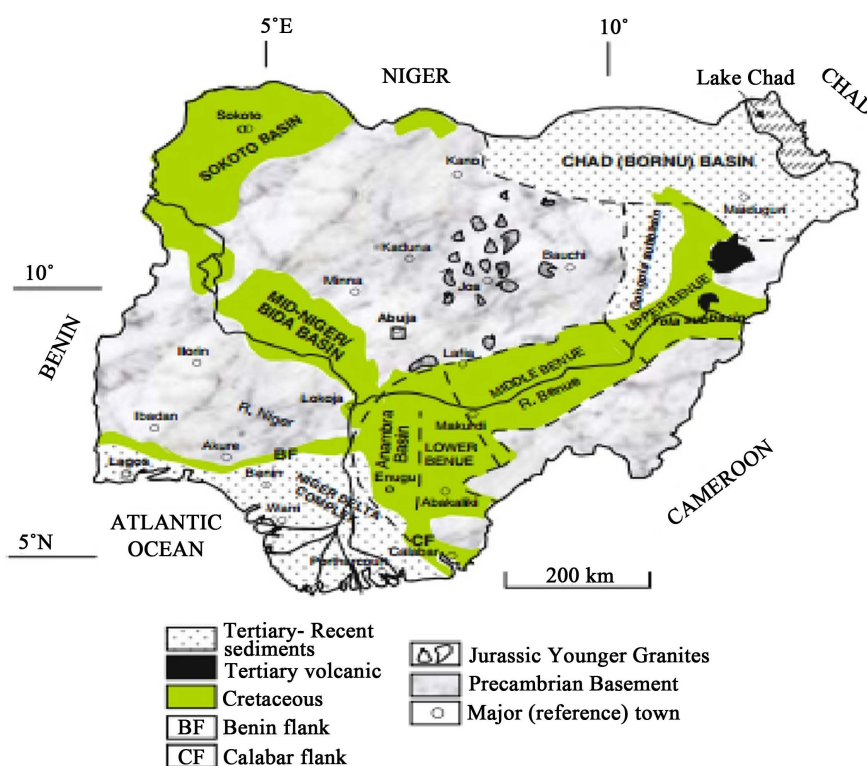 5°E
10°
NIGER
Lake Chad
CHAD
Sokoto
SOKOTO BASIN
Kano
CHAD (BORNU) BASIN
Maiduguri
Kaduna
Bauchi
Gongola subbasin
10°
Minna
Jos
UPPER BENUE
Yola subbasin
MID-NIGER/
BIDA BASIN
Abuja
BENIN
Ilorin
Lafia
MIDDLE BENUE
Lokoja
R. Benue
R. Niger
Ibadan
Makurdi
Akure
BF
Anambra
Basin
LOWER
BENUE
Lagos
Benin
NIGER DELTA
COMPLEX
Enugu
Abakaliki
CAMEROON
Warri
ATLANTIC
OCEAN
5°N
CF
Calabar
Portharcourt
200 km
Tertiary- Recent
sediments
Tertiary volcanic
Cretaceous
BF Benin flank
CF Calabar flank
Jurassic Younger Granites
Precambrian Basement
Major (reference) town